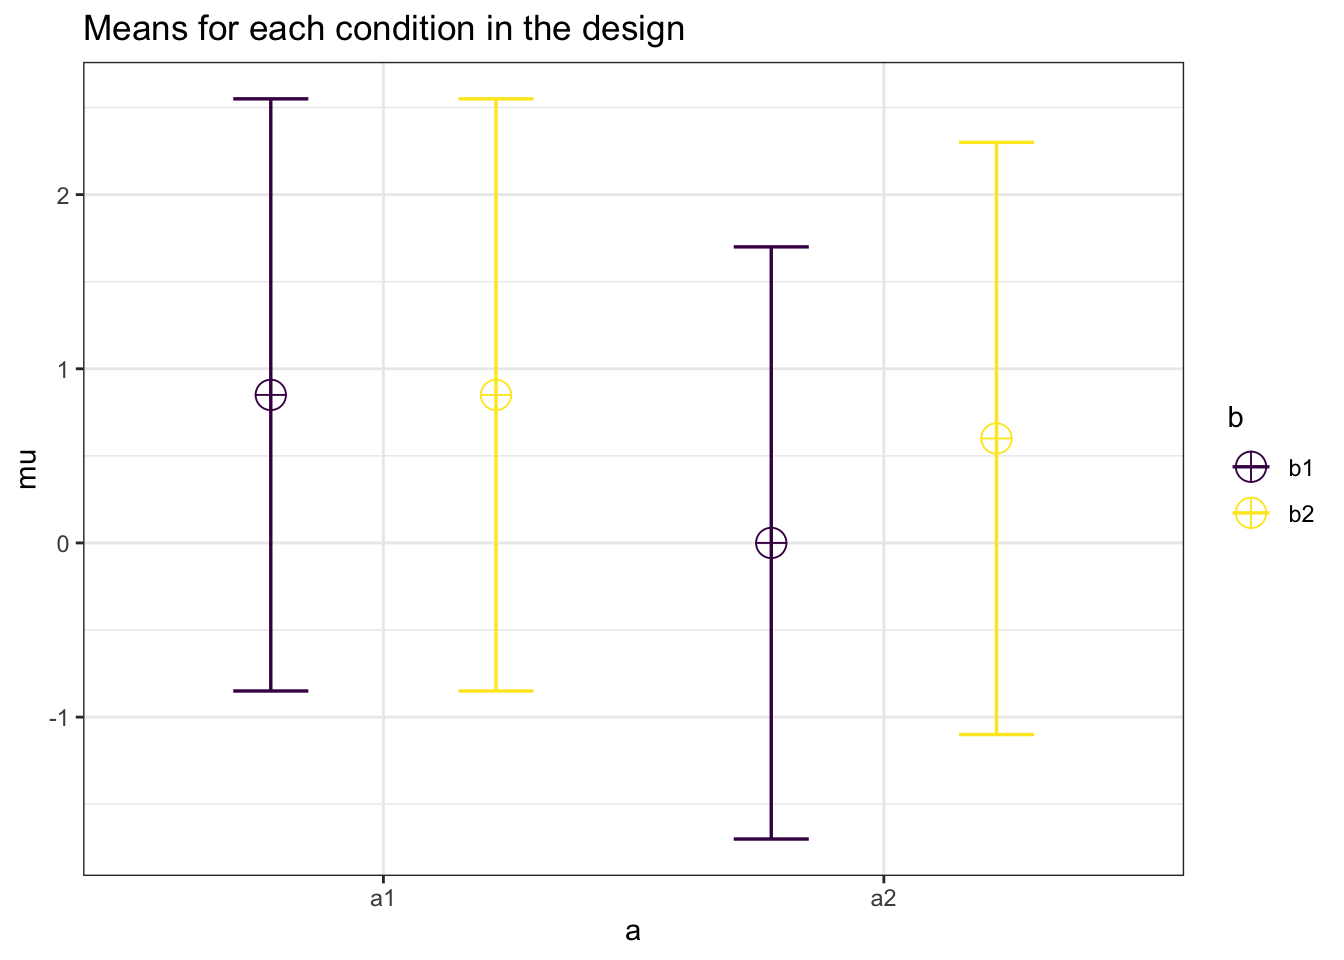 Means for each condition in the design
mu
2
1
0
-1
a1
a2
a
b
b1
b2